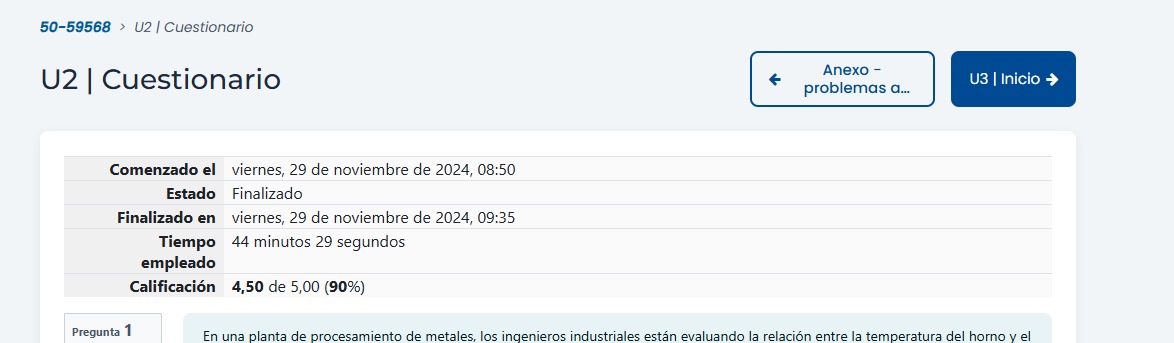 50-59568 > U2 | Cuestionario
U2 | Cuestionario
← Anexo -
problemas a...
U3 | Inicio →
Comenzado el viernes, 29 de noviembre de 2024, 08:50
Estado Finalizado
Finalizado en viernes, 29 de noviembre de 2024, 09:35
Tiempo
empleado
44 minutos 29 segundos
Calificación 4,50 de 5,00 (90%)
Pregunta 1
En una planta de procesamiento de metales, los ingenieros industriales están evaluando la relación entre la temperatura del horno y el